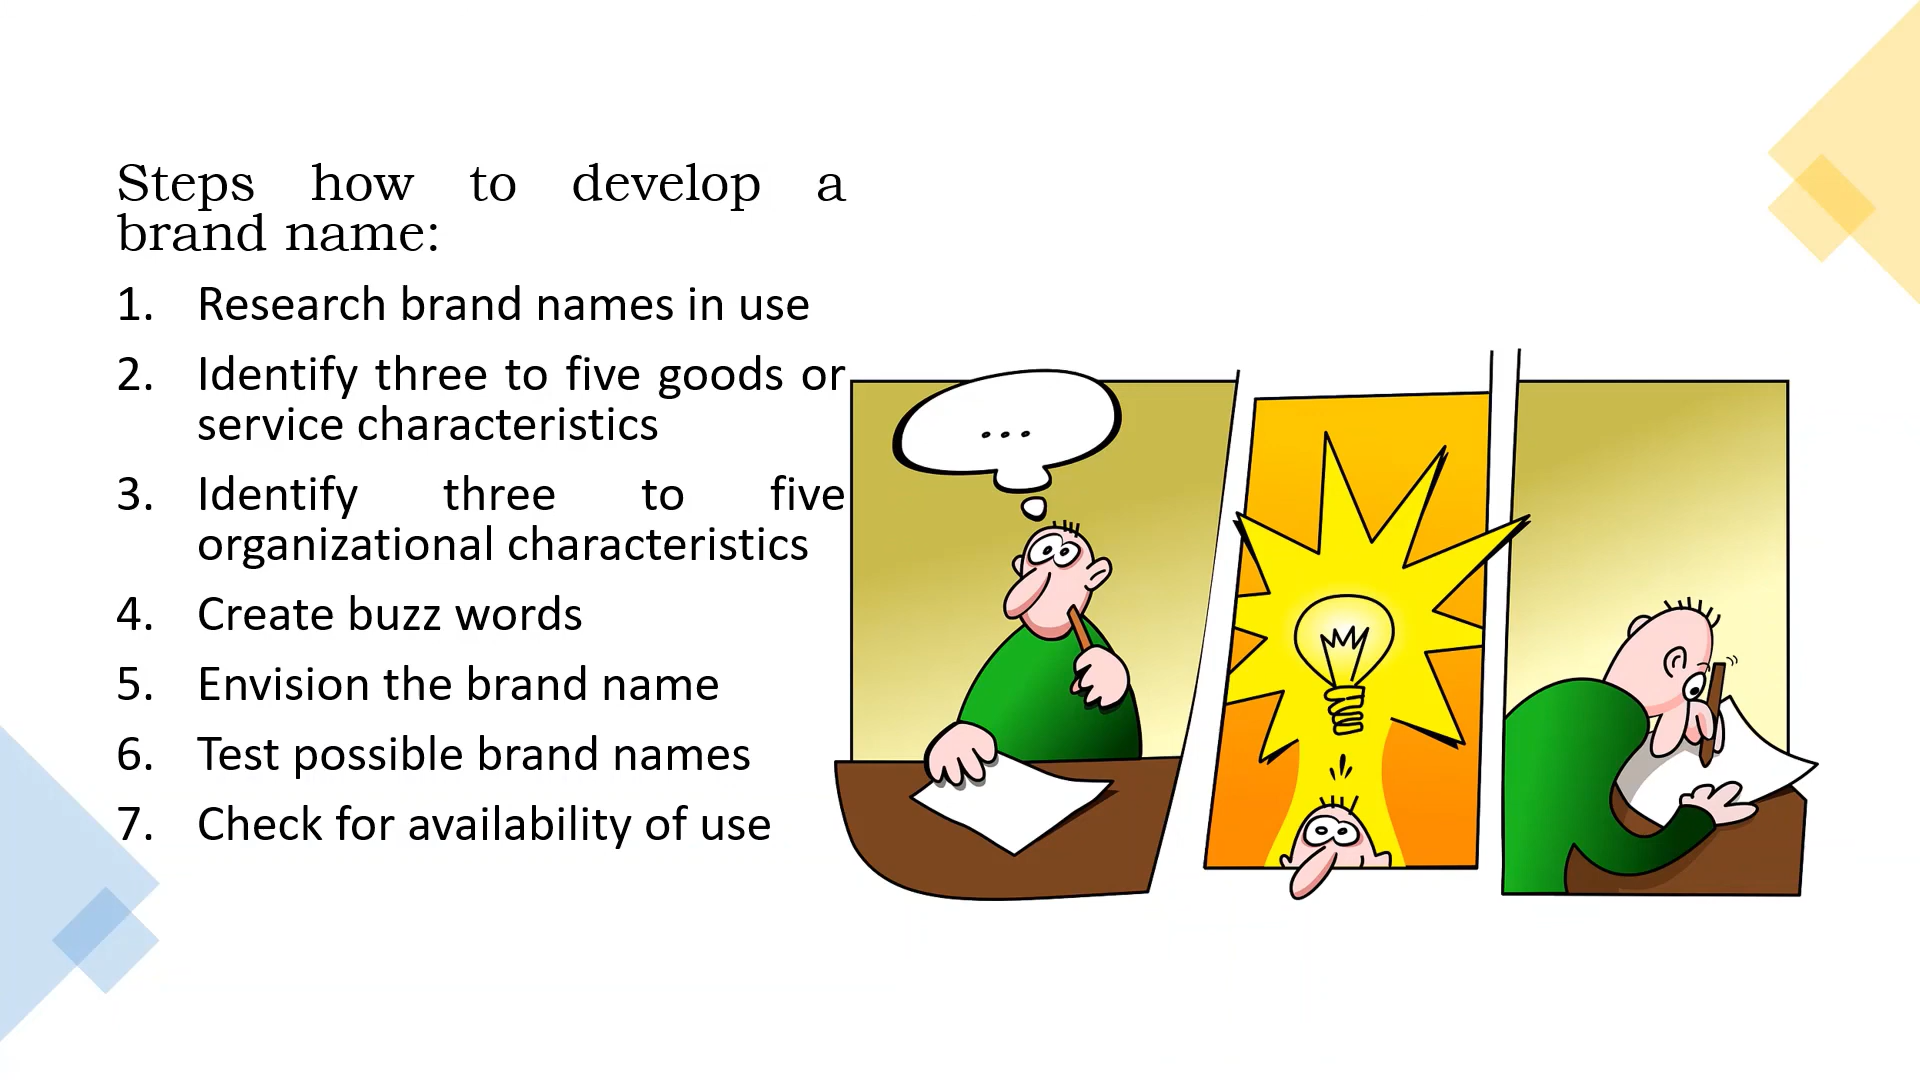 Steps how to develop a
brand name:
1. Research brand names in use
2. Identify three to five goods or
service characteristics
3. Identify three to five
organizational characteristics
4. Create buzz words
5. Envision the brand name
6. Test possible brand names
7. Check for availability of use
...